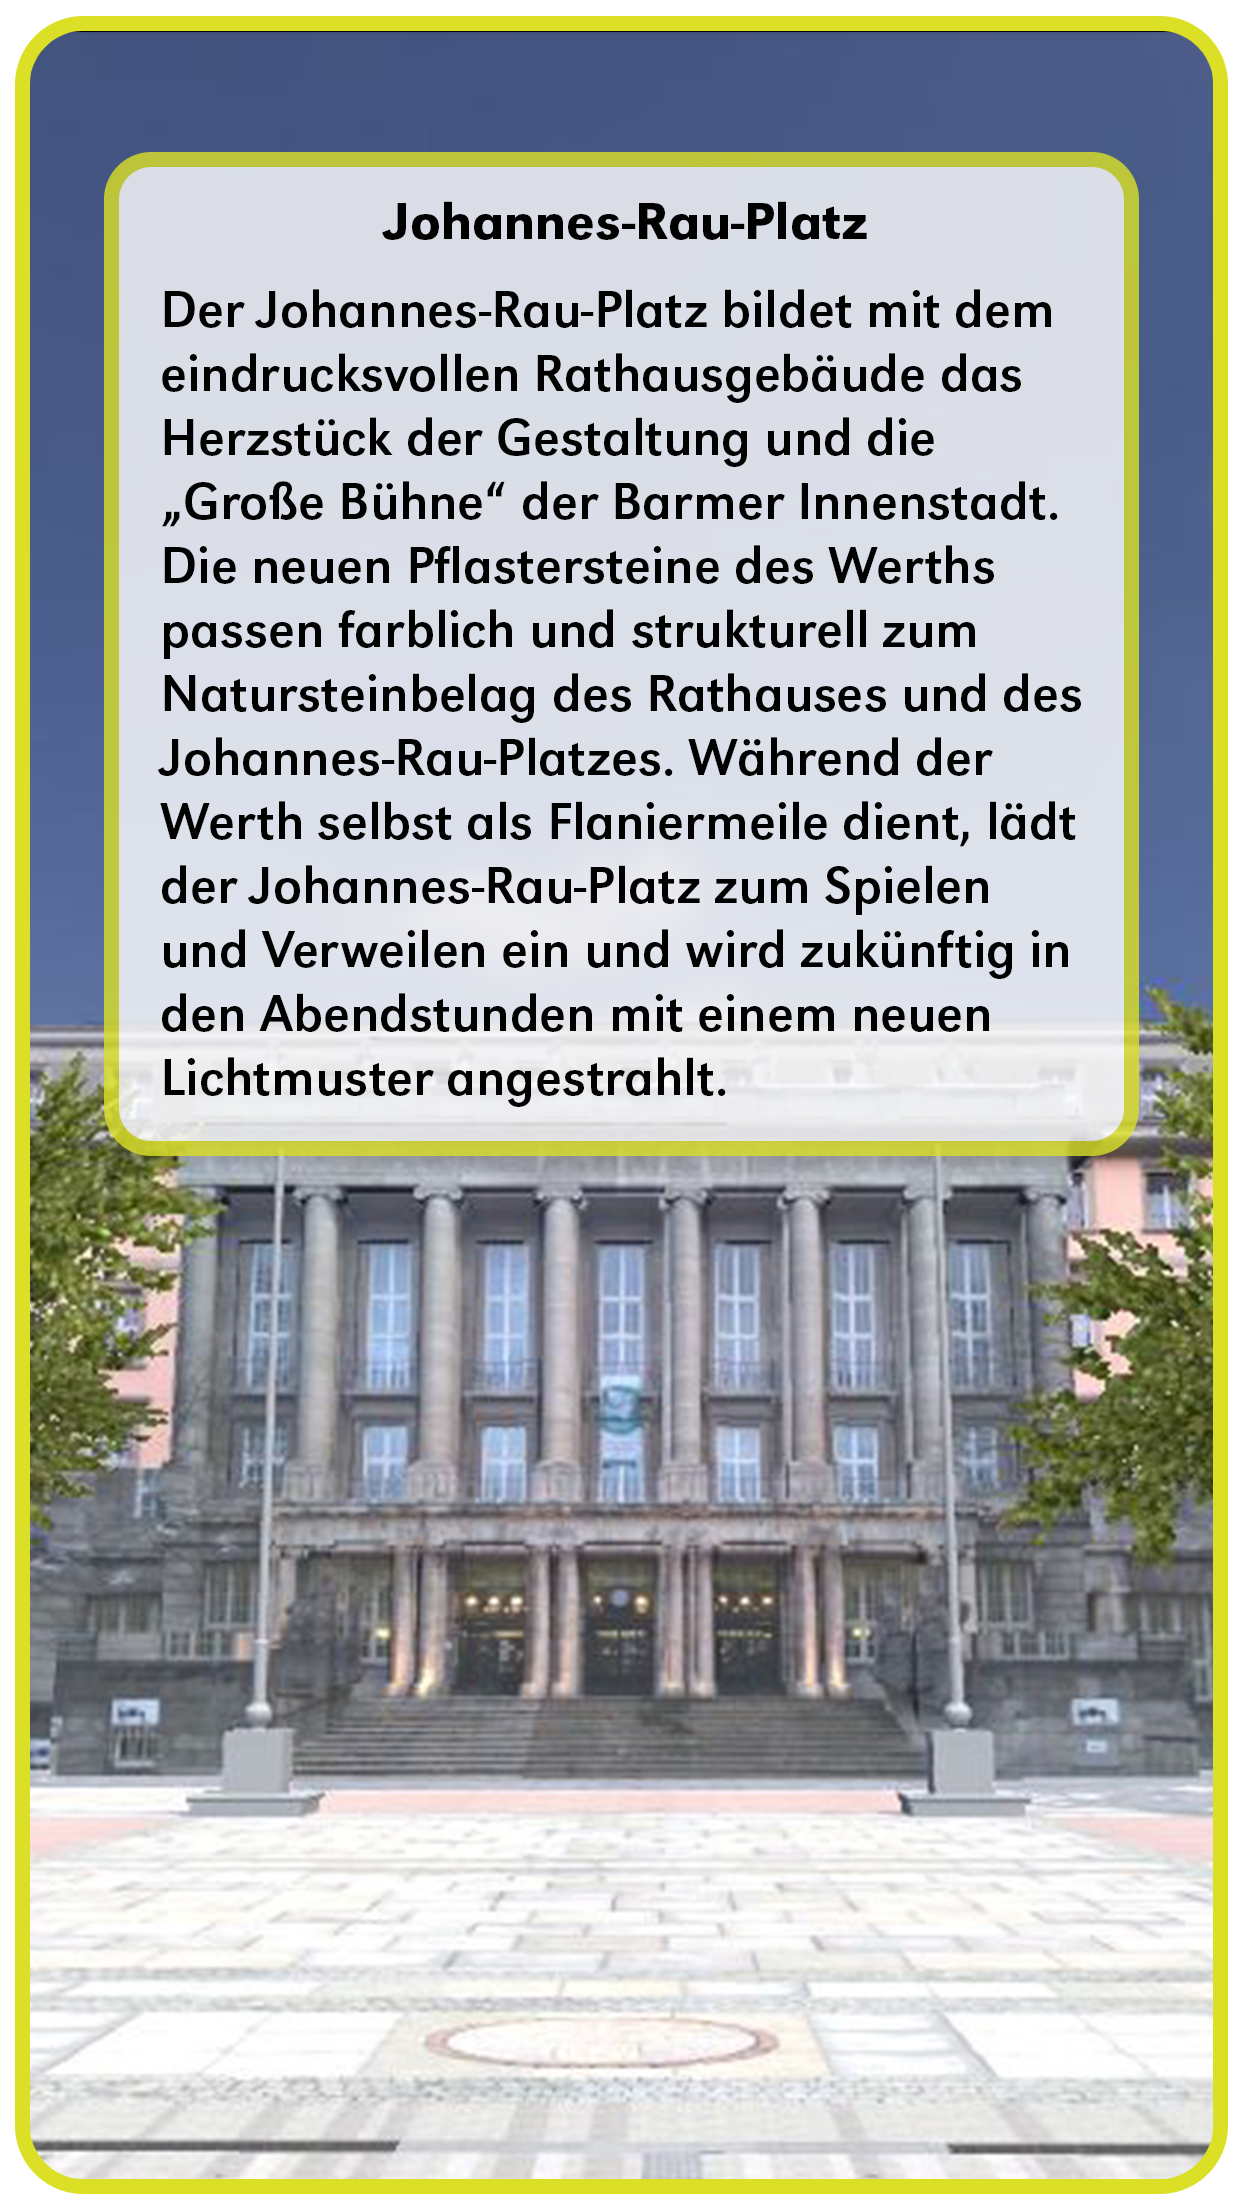 Johannes-Rau-Platz
Der Johannes-Rau-Platz bildet mit dem
eindrucksvollen Rathausgebäude das
Herzstück der Gestaltung und die
„Große Bühne“ der Barmer Innenstadt.
Die neuen Pflastersteine des Werths
passen farblich und strukturell zum
Natursteinbelag des Rathauses und des
Johannes-Rau-Platzes. Während der
Werth selbst als Flaniermeile dient, lädt
der Johannes-Rau-Platz zum Spielen
und Verweilen ein und wird zukünftig in
den Abendstunden mit einem neuen
Lichtmuster angestrahlt.